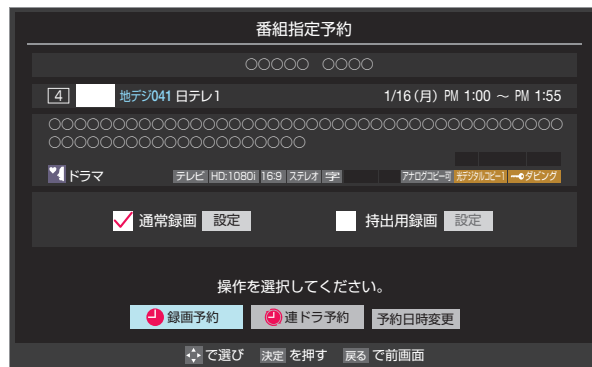 番組指定予約
○○○○○ ○○○○
4 地デジ041 日テレ1 1/16(月) PM 1:00 ~ PM 1:55
○○○○○○○○○○○○○○○○○○○○○○○○○○○○○○○○○○○○○○○○
○○○○○○○○○○○○○○○○○○○○
ドラマ テレビ HD:1080i 16:9 ステレオ 字 アナログコピー可 光デジタルコピー1 ダビング
通常録画 設定 持出用録画 設定
操作を選択してください。
録画予約 連ドラ予約 予約日時変更
で選び 決定 を押す 戻る で前画面